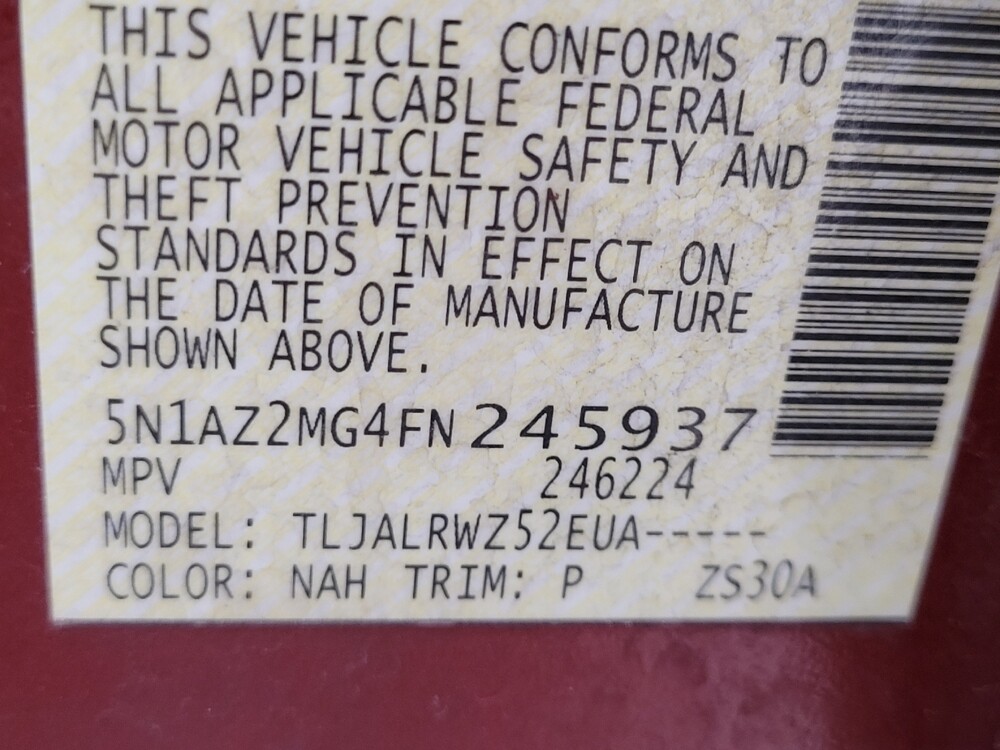 THIS VEHICLE CONFORMS TO
ALL APPLICABLE FEDERAL
MOTOR VEHICLE SAFETY AND
THEFT PREVENTION
STANDARDS IN EFFECT ON
THE DATE OF MANUFACTURE
SHOWN ABOVE.
5N1AZ2MG4FN245937
MPV 246224
MODEL: TLJALRWZ52EUA-----
COLOR: NAH TRIM: P ZS30A